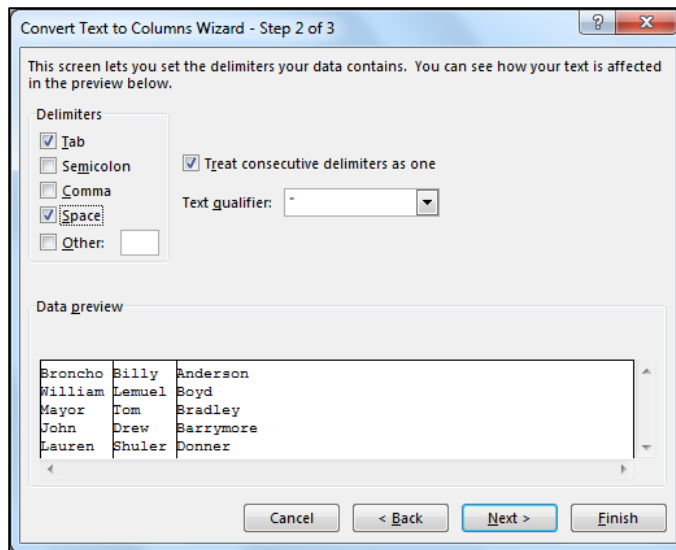 Convert Text to Columns Wizard - Step 2 of 3
This screen lets you set the delimiters your data contains. You can see how your text is affected
in the preview below.
Delimiters
Tab
Semicolon
Comma
Space
Other:
Treat consecutive delimiters as one
Text qualifier: "
Data preview
Broncho Billy Anderson
William Lemuel Boyd
Mayor Tom Bradley
John Drew Barrymore
Lauren Shuler Donner
Cancel < Back Next > Finish